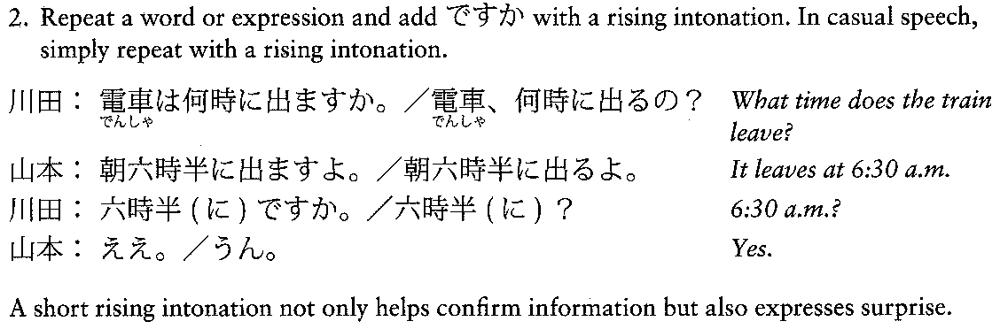 2. Repeat a word or expression and add ですか with a rising intonation. In casual speech,
simply repeat with a rising intonation.
川田：電車は何時に出ますか。／電車、何時に出るの？ What time does the train
でんしゃ でんしゃ leave?
山本：朝六時半に出ますよ。／朝六時半に出るよ。 It leaves at 6:30 a.m.
川田：六時半(に)ですか。／六時半(に)？ 6:30 a.m.?
山本：ええ。／うん。 Yes.
A short rising intonation not only helps confirm information but also expresses surprise.